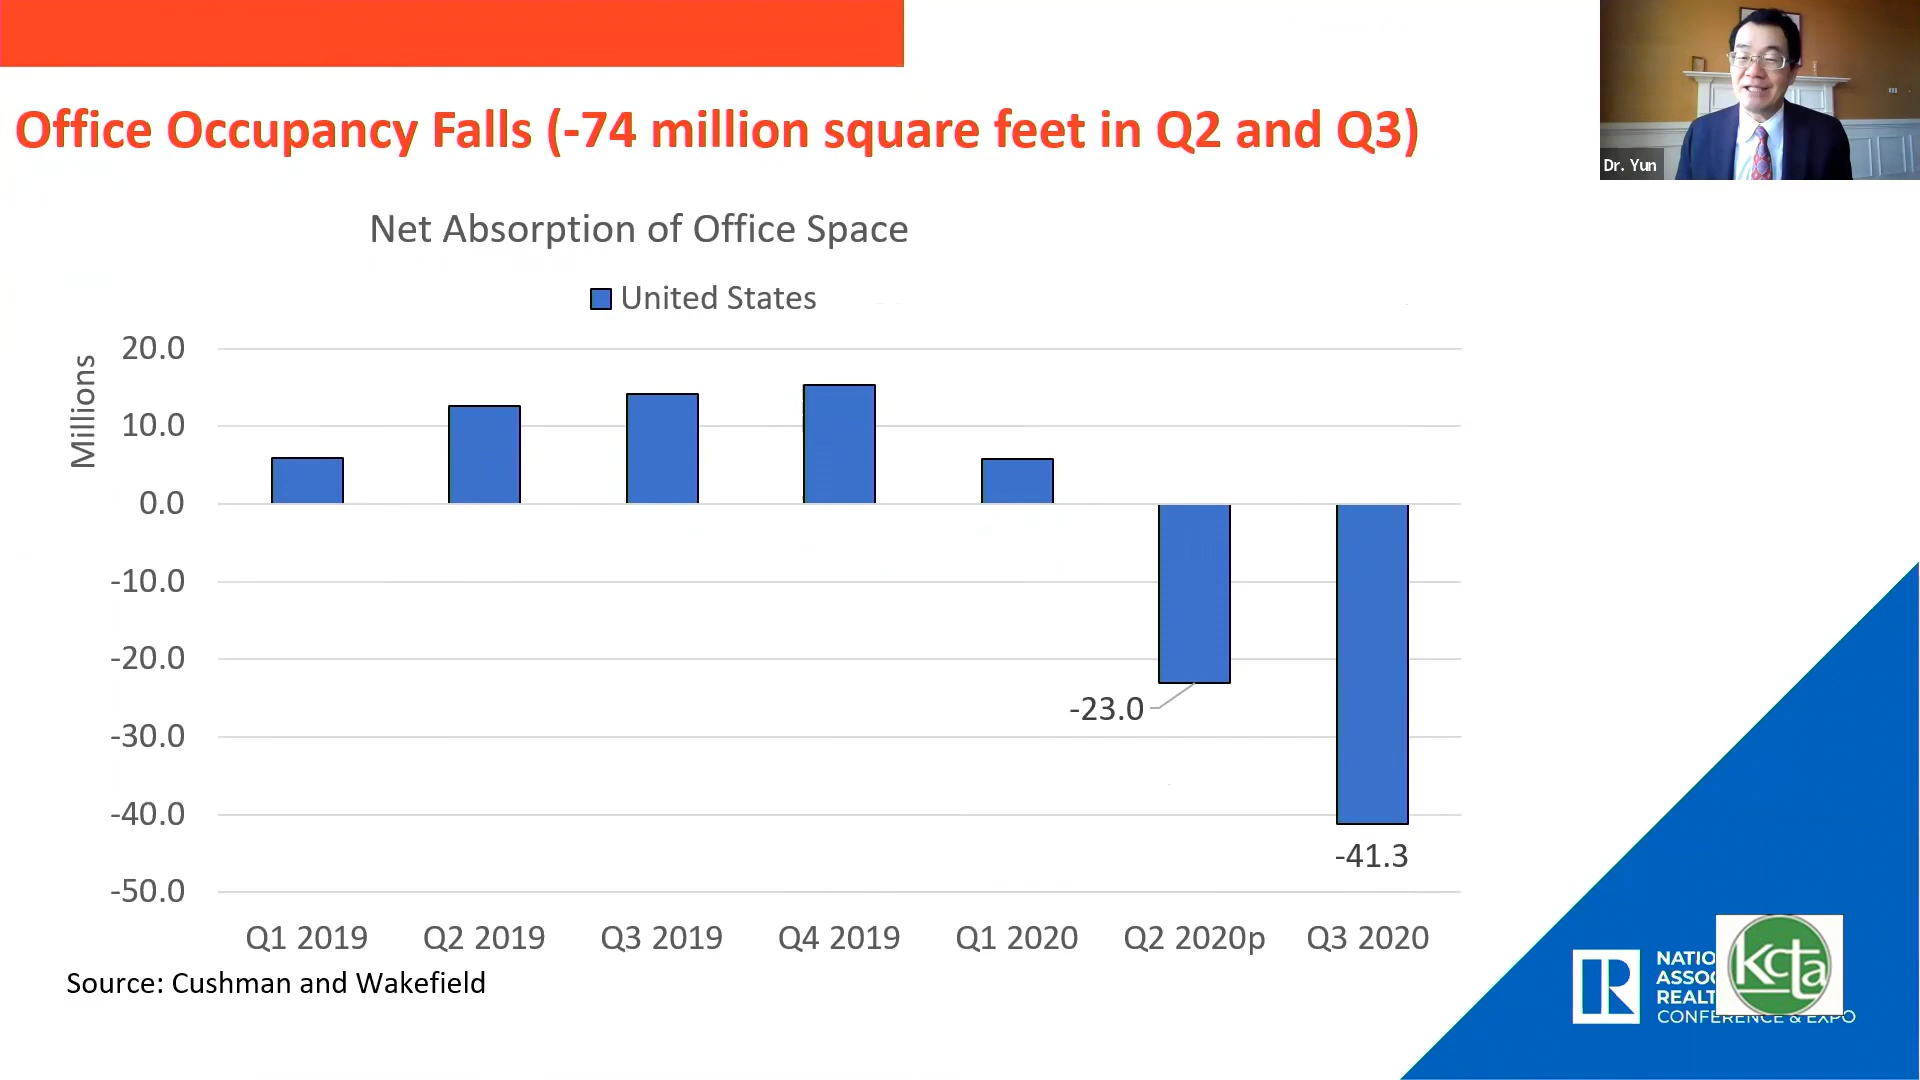 Office Occupancy Falls (-74 million square feet in Q2 and Q3)
Dr. Yun
Net Absorption of Office Space
United States
Millions
20.0
10.0
0.0
-10.0
-20.0
-30.0
-40.0
-50.0
-23.0
-41.3
Q1 2019 Q2 2019 Q3 2019 Q4 2019 Q1 2020 Q2 2020p Q3 2020
Source: Cushman and Wakefield
R
kcta
CONFERENCE & EXPO